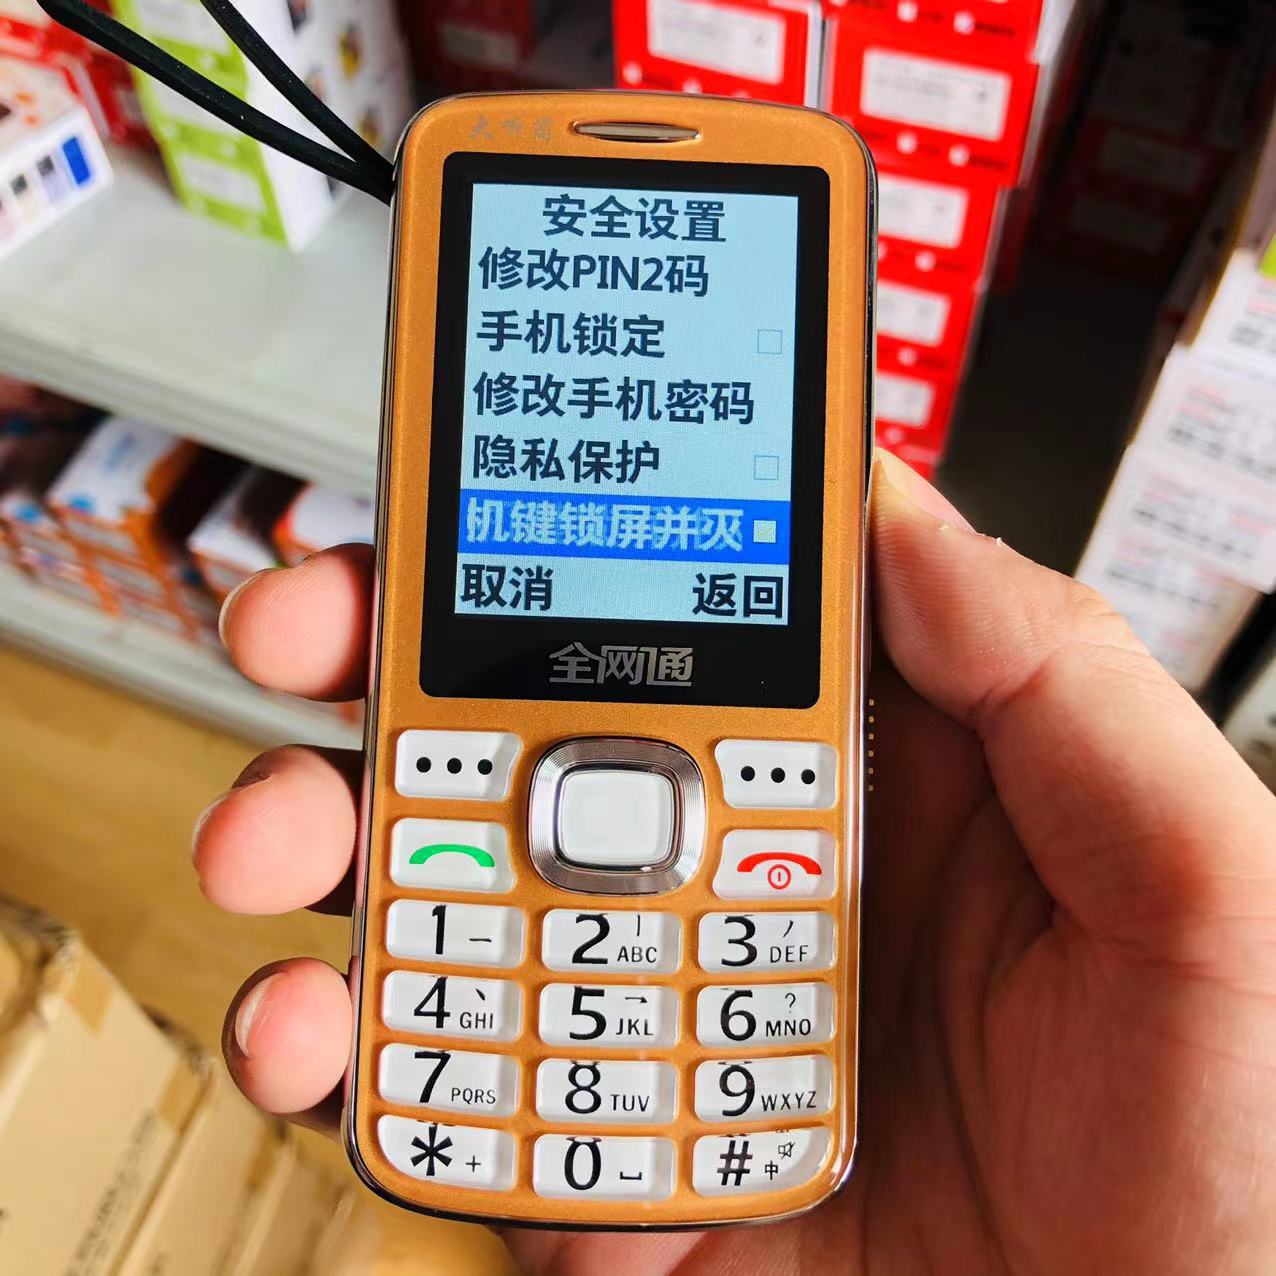 安全设置
修改PIN2码
手机锁定
修改手机密码
隐私保护
机键锁屏并灭
取消 返回
全网通
1
2 ABC
3 DEF
4 GHI
5 JKL
6 ? MNO
7 PQRS
8 TUV
9 WXYZ
* +
0
# 中